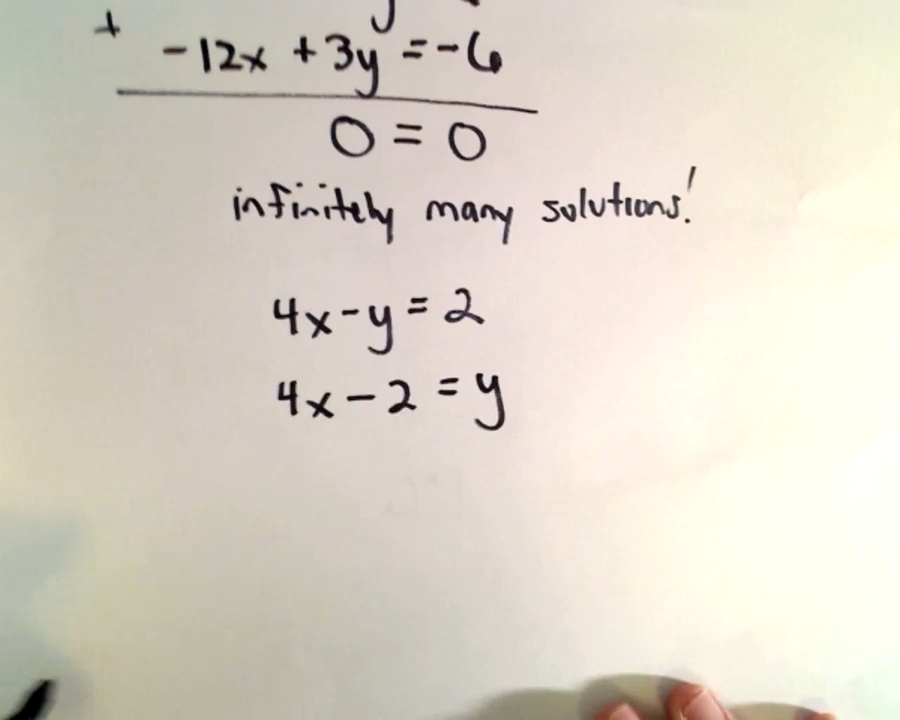 + -12x + 3y = -6
0 = 0
infinitely many solutions!
4x - y = 2
4x - 2 = y